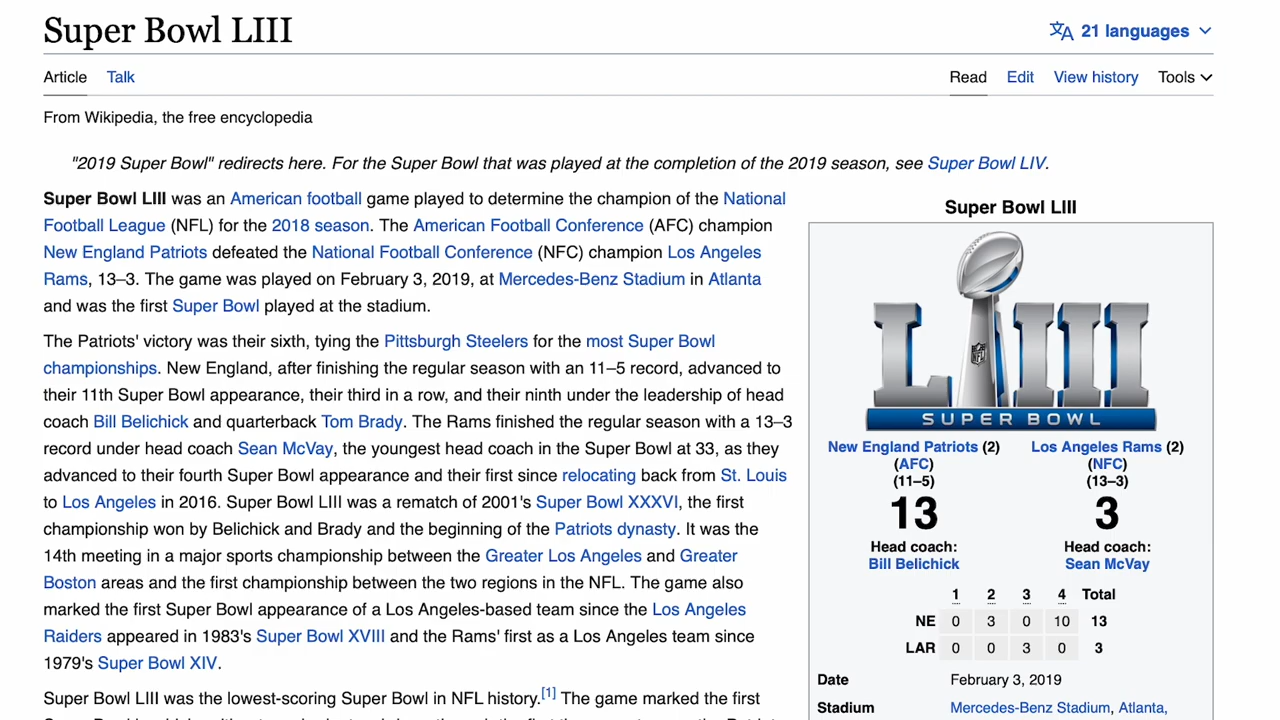 Super Bowl LIII
21 languages
Article Talk
Read Edit View history Tools
From Wikipedia, the free encyclopedia
"2019 Super Bowl" redirects here. For the Super Bowl that was played at the completion of the 2019 season, see Super Bowl LIV.
Super Bowl LIII was an American football game played to determine the champion of the National
Football League (NFL) for the 2018 season. The American Football Conference (AFC) champion
New England Patriots defeated the National Football Conference (NFC) champion Los Angeles
Rams, 13–3. The game was played on February 3, 2019, at Mercedes-Benz Stadium in Atlanta
and was the first Super Bowl played at the stadium.
The Patriots' victory was their sixth, tying the Pittsburgh Steelers for the most Super Bowl
championships. New England, after finishing the regular season with an 11–5 record, advanced to
their 11th Super Bowl appearance, their third in a row, and their ninth under the leadership of head
coach Bill Belichick and quarterback Tom Brady. The Rams finished the regular season with a 13–3
record under head coach Sean McVay, the youngest head coach in the Super Bowl at 33, as they
advanced to their fourth Super Bowl appearance and their first since relocating back from St. Louis
to Los Angeles in 2016. Super Bowl LIII was a rematch of 2001's Super Bowl XXXVI, the first
championship won by Belichick and Brady and the beginning of the Patriots dynasty. It was the
14th meeting in a major sports championship between the Greater Los Angeles and Greater
Boston areas and the first championship between the two regions in the NFL. The game also
marked the first Super Bowl appearance of a Los Angeles-based team since the Los Angeles
Raiders appeared in 1983's Super Bowl XVIII and the Rams' first as a Los Angeles team since
1979's Super Bowl XIV.
Super Bowl LIII was the lowest-scoring Super Bowl in NFL history.[1] The game marked the first
Super Bowl LIII
LIII
NFL
SUPER BOWL
New England Patriots (2) Los Angeles Rams (2)
(AFC) (NFC)
(11–5) (13–3)
13 3
Head coach: Head coach:
Bill Belichick Sean McVay
1 2 3 4 Total
NE 0 3 0 10 13
LAR 0 0 3 0 3
Date February 3, 2019
Stadium Mercedes-Benz Stadium, Atlanta,